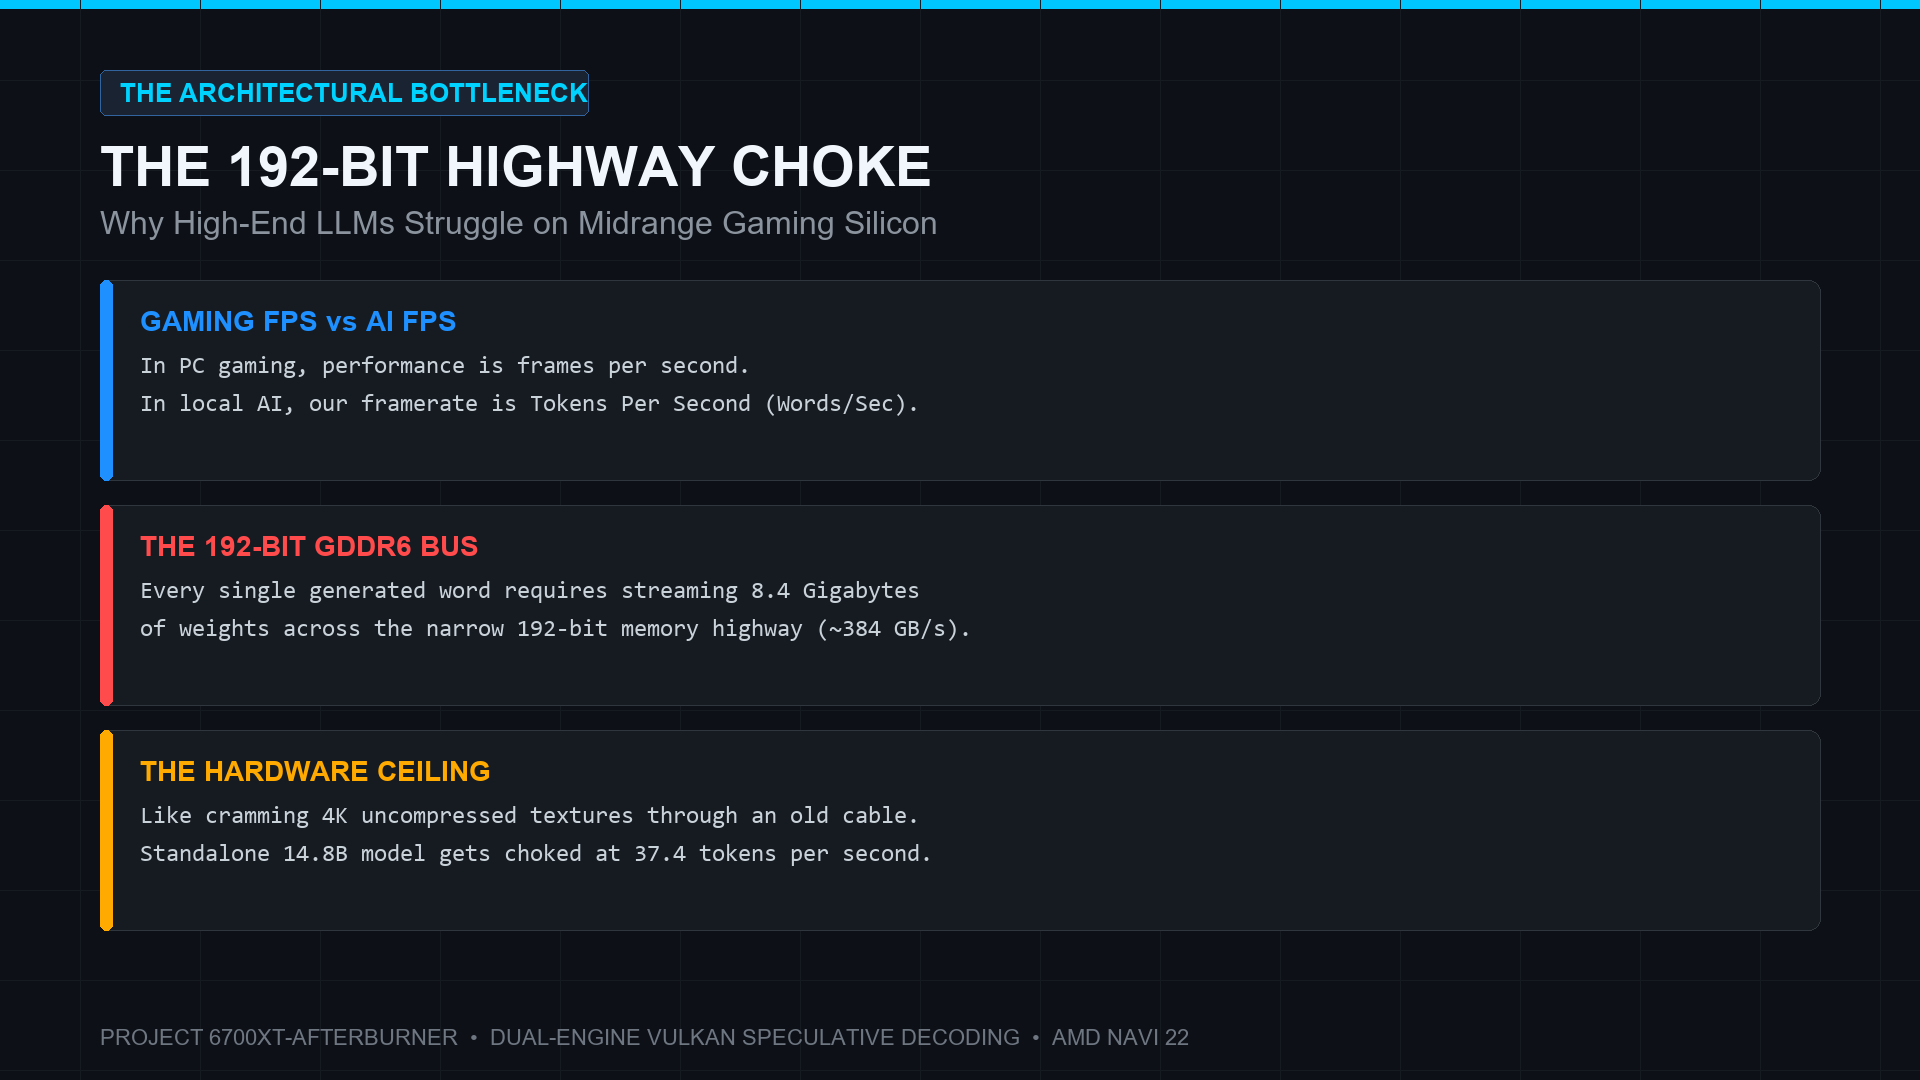 THE ARCHITECTURAL BOTTLENECK
THE 192-BIT HIGHWAY CHOKE
Why High-End LLMs Struggle on Midrange Gaming Silicon
GAMING FPS vs AI FPS
In PC gaming, performance is frames per second.
In local AI, our framerate is Tokens Per Second (Words/Sec).
THE 192-BIT GDDR6 BUS
Every single generated word requires streaming 8.4 Gigabytes
of weights across the narrow 192-bit memory highway (~384 GB/s).
THE HARDWARE CEILING
Like cramming 4K uncompressed textures through an old cable.
Standalone 14.8B model gets choked at 37.4 tokens per second.
PROJECT 6700XT-AFTERBURNER • DUAL-ENGINE VULKAN SPECULATIVE DECODING • AMD NAVI 22